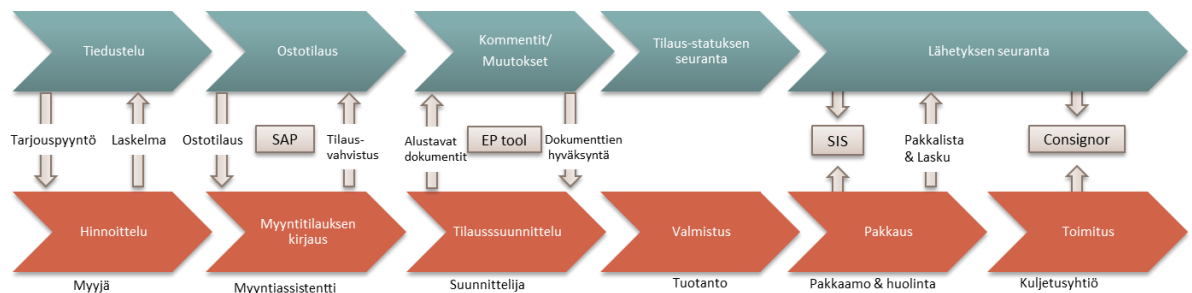 Tiedustelu
Ostotilaus
Kommentit/
Muutokset
Tilaus-statuksen
seuranta
Lähetyksen seuranta
Tarjouspyyntö
Laskelma
Ostotilaus
SAP
Tilaus-
vahvistus
Alustavat
dokumentit
EP tool
Dokumenttien
hyväksyntä
SIS
Pakkalista
& Lasku
Consignor
Hinnoittelu
Myyntitilauksen
kirjaus
Tilausssuunnittelu
Valmistus
Pakkaus
Toimitus
Myyjä
Myyntiassistentti
Suunnittelija
Tuotanto
Pakkaamo & huolinta
Kuljetusyhtiö